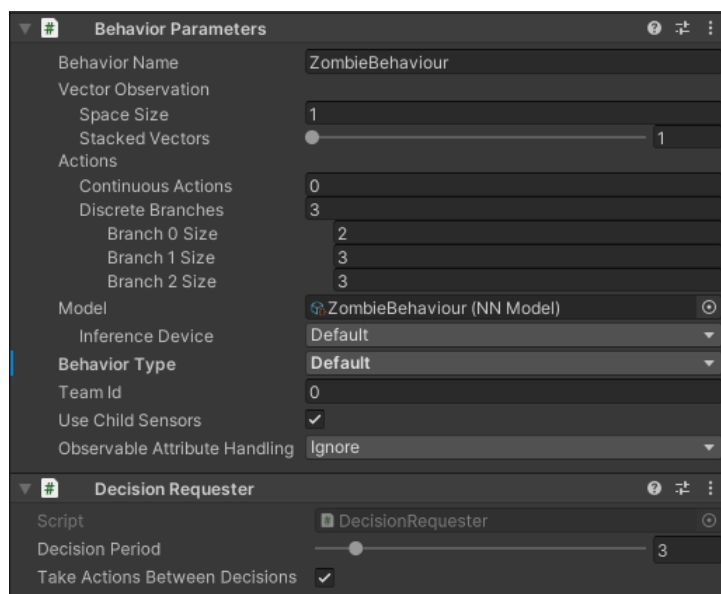 # Behavior Parameters
Behavior Name ZombieBehaviour
Vector Observation
Space Size 1
Stacked Vectors 1
Actions
Continuous Actions 0
Discrete Branches 3
Branch 0 Size 2
Branch 1 Size 3
Branch 2 Size 3
Model ZombieBehaviour (NN Model)
Inference Device Default
Behavior Type Default
Team Id 0
Use Child Sensors
Observable Attribute Handling Ignore
# Decision Requester
Script # DecisionRequester
Decision Period 3
Take Actions Between Decisions